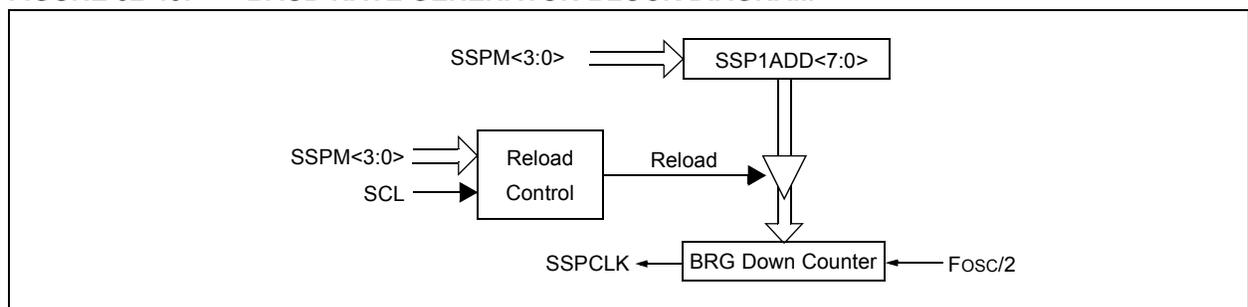 SSPM<3:0>
SSP1ADD<7:0>
SSPM<3:0>
SCL
Reload
Control
Reload
SSPCLK
BRG Down Counter
FOSC/2